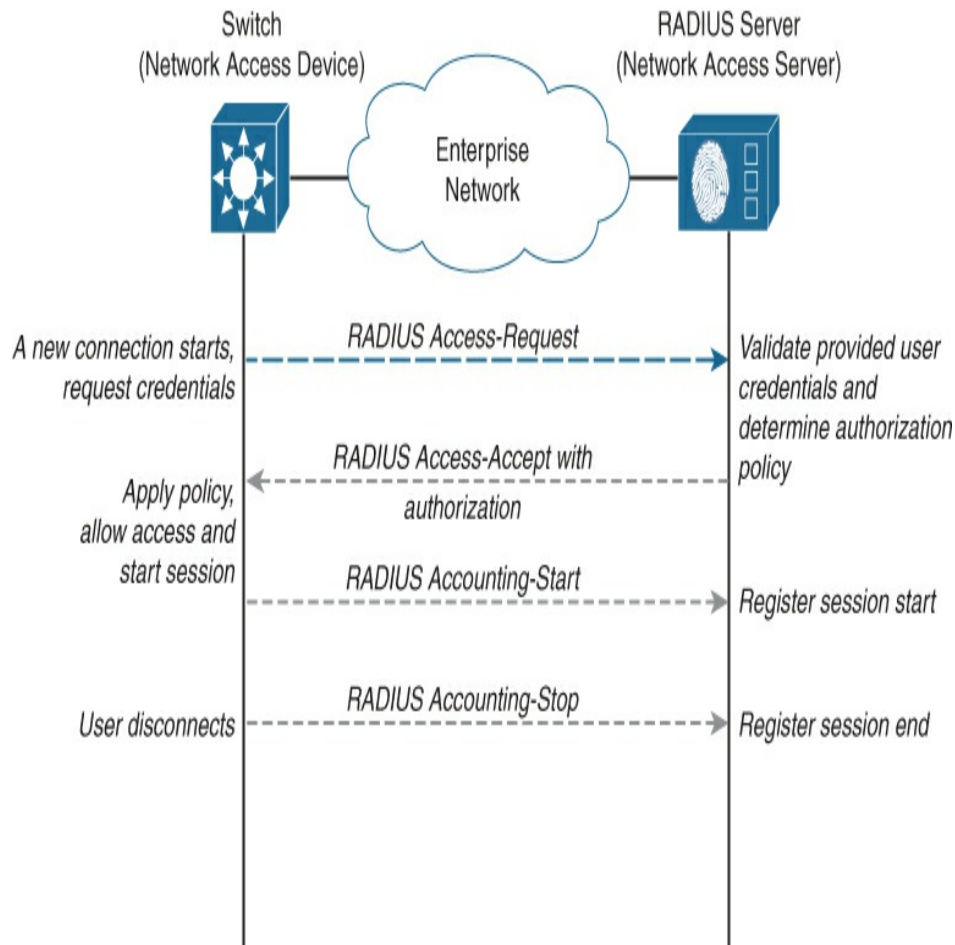 Switch
(Network Access Device)
RADIUS Server
(Network Access Server)
Enterprise
Network
A new connection starts,
request credentials
RADIUS Access-Request
Validate provided user
credentials and
determine authorization
policy
RADIUS Access-Accept with
authorization
Apply policy,
allow access and
start session
RADIUS Accounting-Start
Register session start
User disconnects
RADIUS Accounting-Stop
Register session end